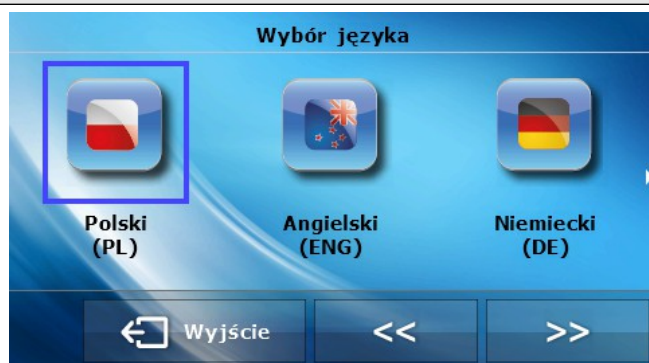 Wybór języka
Polski
(PL)
Angielski
(ENG)
Niemiecki
(DE)
Wyjście
<<
>>